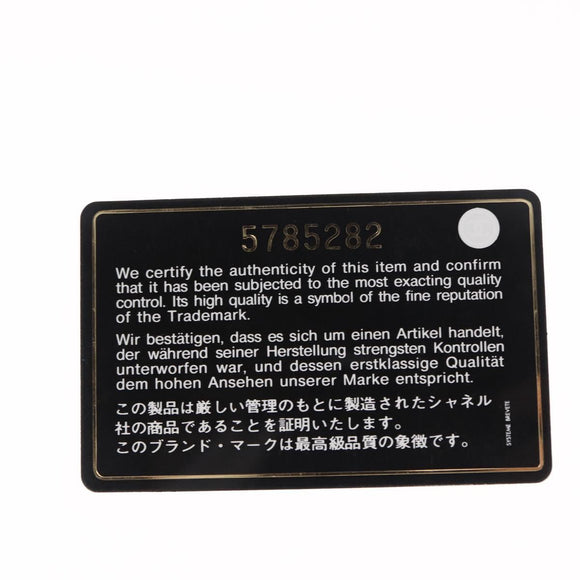 5785282
We certify the authenticity of this item and confirm
that it has been subjected to the most exacting quality
control. Its high quality is a symbol of the fine reputation
of the Trademark.
Wir bestätigen, dass es sich um einen Artikel handelt,
der während seiner Herstellung strengsten Kontrollen
unterworfen war, und dessen erstklassige Qualität
dem hohen Ansehen unserer Marke entspricht.
この製品は厳しい管理のもとに製造されたシャネル
社の商品であることを証明いたします。
このブランド・マークは最高級品質の象徴です。
SYSTEME BREVETE